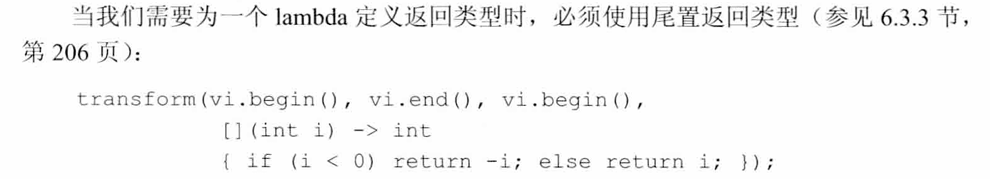 当我们需要为一个 lambda 定义返回类型时，必须使用尾置返回类型（参见 6.3.3 节，
第 206 页）：
transform(vi.begin(), vi.end(), vi.begin(),
[](int i) -> int
{ if (i < 0) return -i; else return i; });